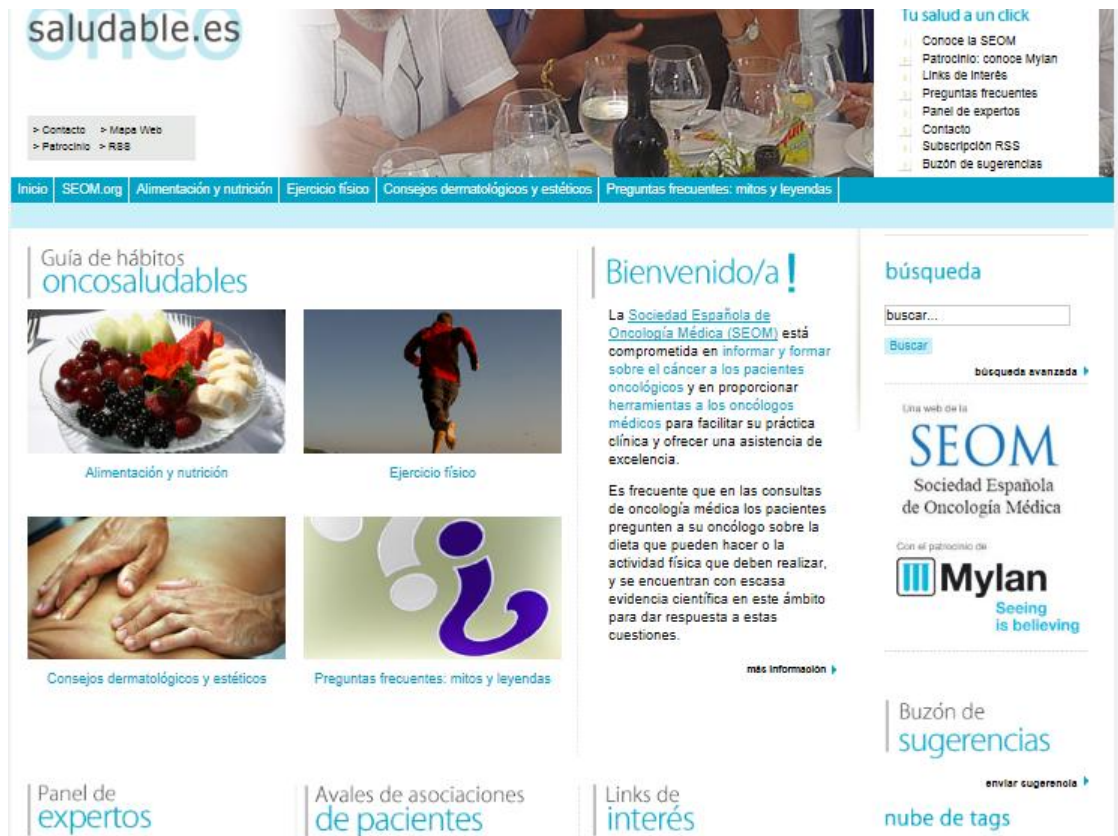 onco
saludable.es
> Contacto > Mapa Web
> Patrocinio > RSS
Tu salud a un click
Conoce la SEOM
Patrocinio: conoce Mylan
Links de Interés
Preguntas frecuentes
Panel de expertos
Contacto
Subscripción RSS
Buzón de sugerencias
Inicio SEOM.org Alimentación y nutrición Ejercicio físico Consejos dermatológicos y estéticos Preguntas frecuentes: mitos y leyendas
Guía de hábitos
oncosaludables
Alimentación y nutrición
Ejercicio físico
Consejos dermatológicos y estéticos
Preguntas frecuentes: mitos y leyendas
Bienvenido/a!
La Sociedad Española de
Oncología Médica (SEOM) está
comprometida en informar y formar
sobre el cáncer a los pacientes
oncológicos y en proporcionar
herramientas a los oncólogos
médicos para facilitar su práctica
clínica y ofrecer una asistencia de
excelencia.
Es frecuente que en las consultas
de oncología médica los pacientes
pregunten a su oncólogo sobre la
dieta que pueden hacer o la
actividad física que deben realizar,
y se encuentran con escasa
evidencia científica en este ámbito
para dar respuesta a estas
cuestiones.
más información
búsqueda
buscar...
Buscar
búsqueda avanzada
Una web de la
SEOM
Sociedad Española
de Oncología Médica
Con el patrocinio de
Mylan
Seeing
is believing
Buzón de
sugerencias
enviar sugerencia
nube de tags
Panel de
expertos
Avales de asociaciones
de pacientes
Links de
interés